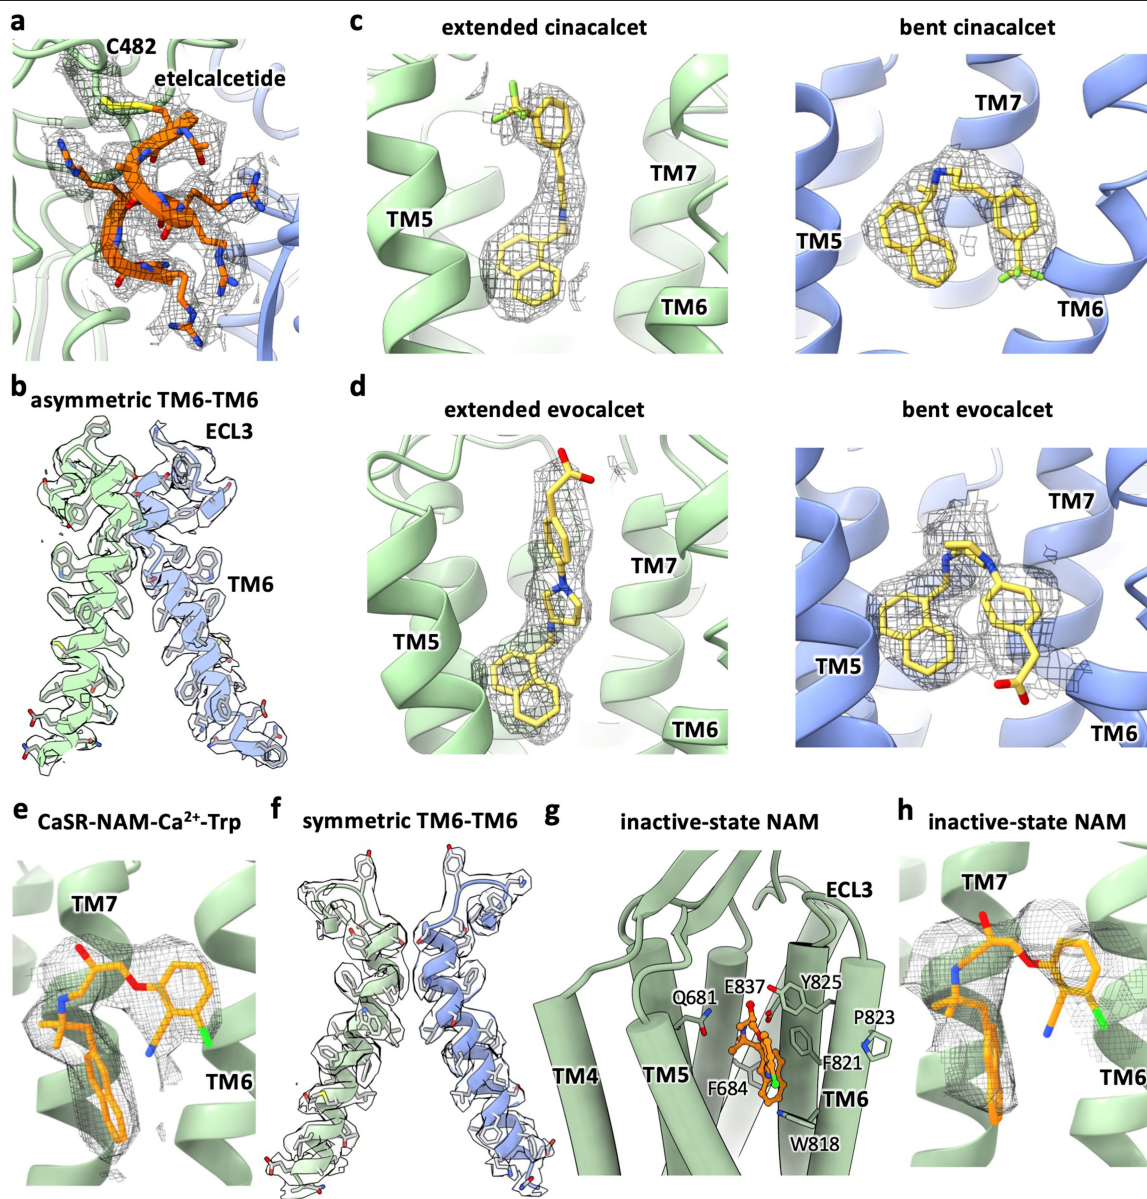 a
C482
etelcalcetide
b
asymmetric TM6-TM6
ECL3
TM6
c
extended cinacalcet
TM5
TM7
TM6
bent cinacalcet
TM7
TM5
TM6
d
extended evocalcet
TM7
TM5
TM6
bent evocalcet
TM7
TM5
TM6
e
CaSR-NAM-Ca²⁺-Trp
TM7
TM6
f
symmetric TM6-TM6
g
inactive-state NAM
ECL3
Q681
E837
Y825
P823
TM4
TM5
F684
F821
TM6
W818
h
inactive-state NAM
TM7
TM6